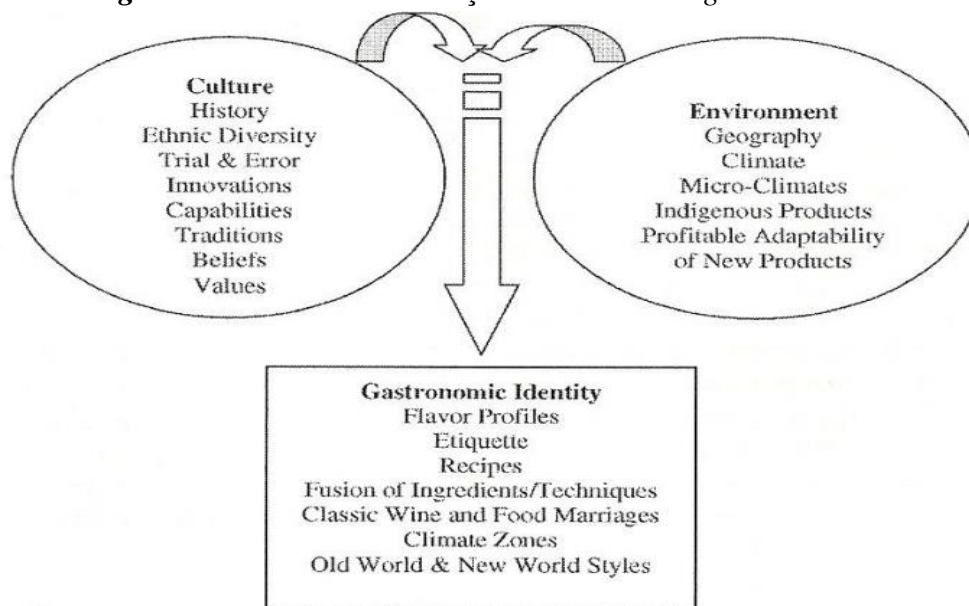 Culture
History
Ethnic Diversity
Trial & Error
Innovations
Capabilities
Traditions
Beliefs
Values
Environment
Geography
Climate
Micro-Climates
Indigenous Products
Profitable Adaptability
of New Products
Gastronomic Identity
Flavor Profiles
Etiquette
Recipes
Fusion of Ingredients/Techniques
Classic Wine and Food Marriages
Climate Zones
Old World & New World Styles